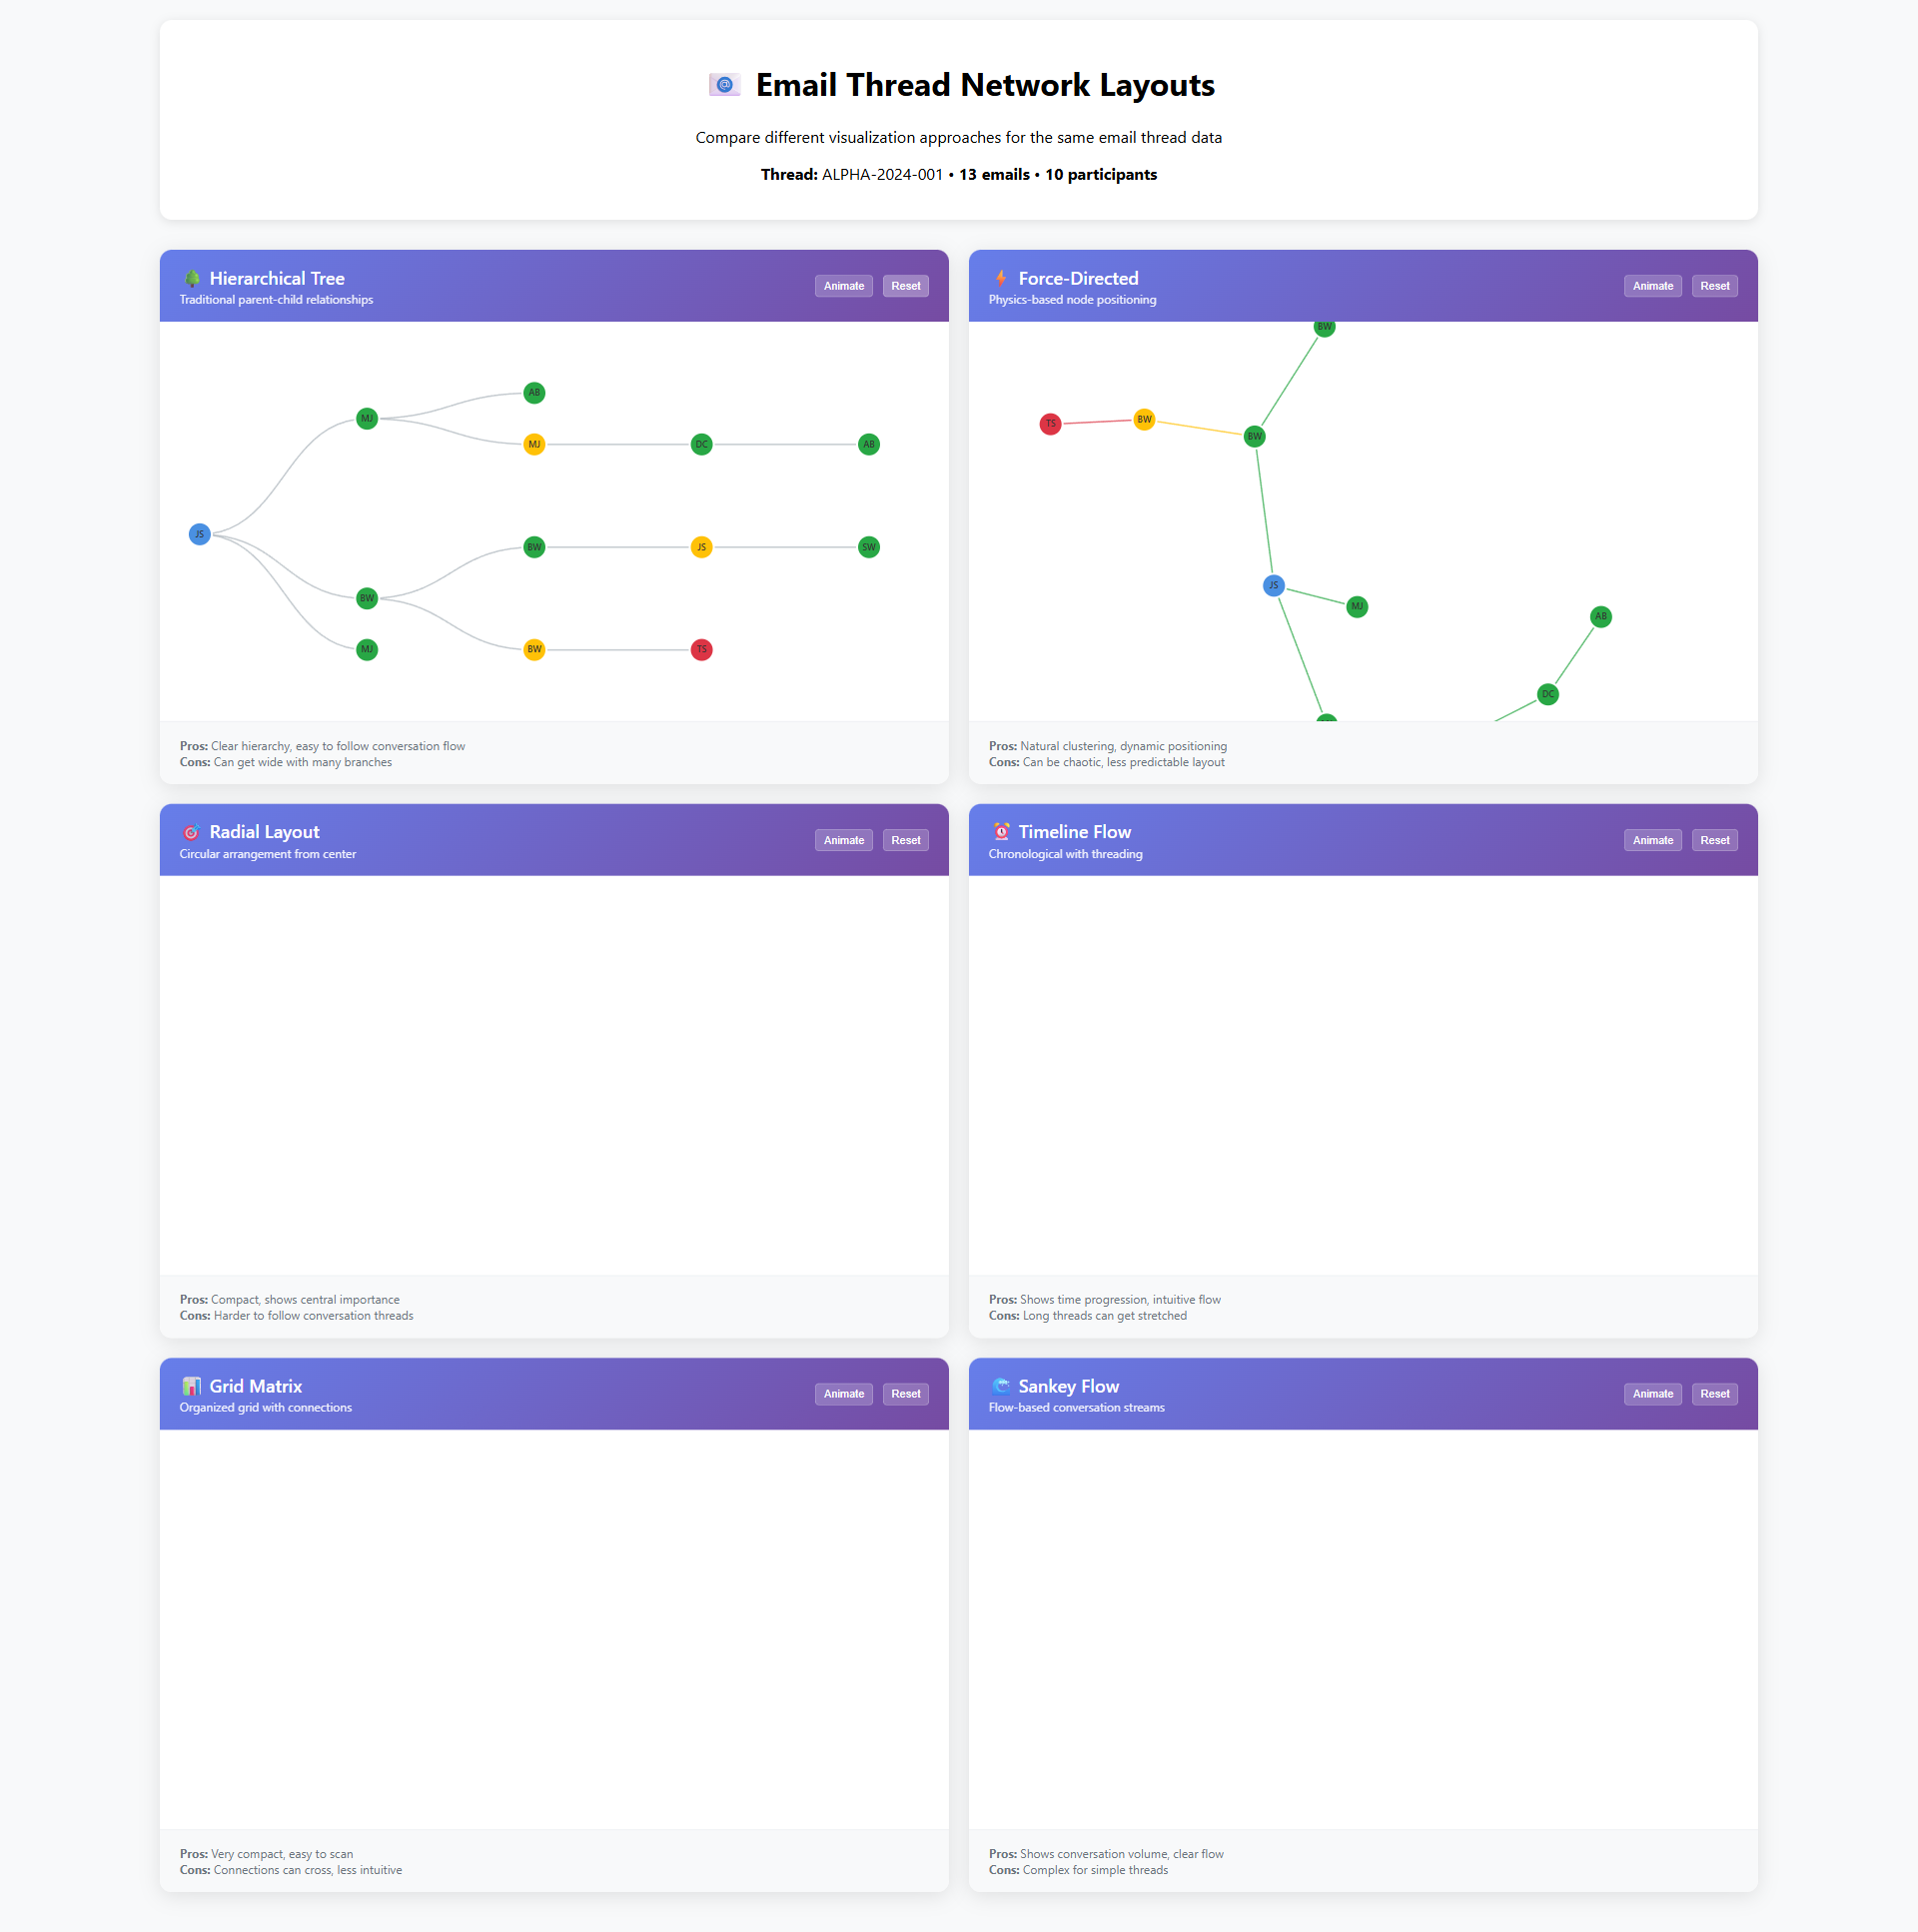 Email Thread Network Layouts
Compare different visualization approaches for the same email thread data
Thread: ALPHA-2024-001 • 13 emails • 10 participants
Hierarchical Tree
Traditional parent-child relationships
Animate
Reset
AB
MJ
MJ
DC
AB
JS
BW
JS
SW
BW
MJ
BW
TS
Pros: Clear hierarchy, easy to follow conversation flow
Cons: Can get wide with many branches
Force-Directed
Physics-based node positioning
Animate
Reset
BW
TS
BW
BW
JS
MJ
AB
DC
Pros: Natural clustering, dynamic positioning
Cons: Can be chaotic, less predictable layout
Radial Layout
Circular arrangement from center
Animate
Reset
Pros: Compact, shows central importance
Cons: Harder to follow conversation threads
Timeline Flow
Chronological with threading
Animate
Reset
Pros: Shows time progression, intuitive flow
Cons: Long threads can get stretched
Grid Matrix
Organized grid with connections
Animate
Reset
Pros: Very compact, easy to scan
Cons: Connections can cross, less intuitive
Sankey Flow
Flow-based conversation streams
Animate
Reset
Pros: Shows conversation volume, clear flow
Cons: Complex for simple threads